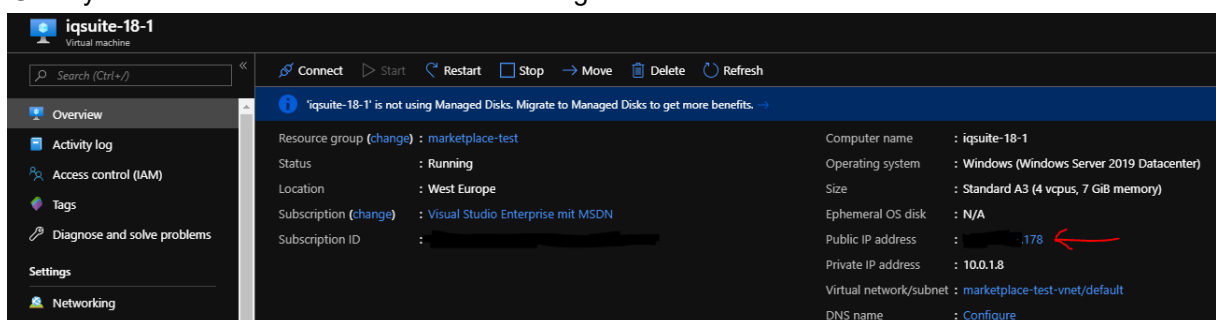 iqsuite-18-1
Virtual machine
Search (Ctrl+/)
«
Connect Start Restart Stop Move Delete Refresh
'iqsuite-18-1' is not using Managed Disks. Migrate to Managed Disks to get more benefits. →
Overview
Activity log
Access control (IAM)
Tags
Diagnose and solve problems
Settings
Networking
Resource group (change) : marketplace-test
Status : Running
Location : West Europe
Subscription (change) : Visual Studio Enterprise mit MSDN
Subscription ID :
Computer name : iqsuite-18-1
Operating system : Windows (Windows Server 2019 Datacenter)
Size : Standard A3 (4 vcpus, 7 GiB memory)
Ephemeral OS disk : N/A
Public IP address : .178
Private IP address : 10.0.1.8
Virtual network/subnet : marketplace-test-vnet/default
DNS name : Configure